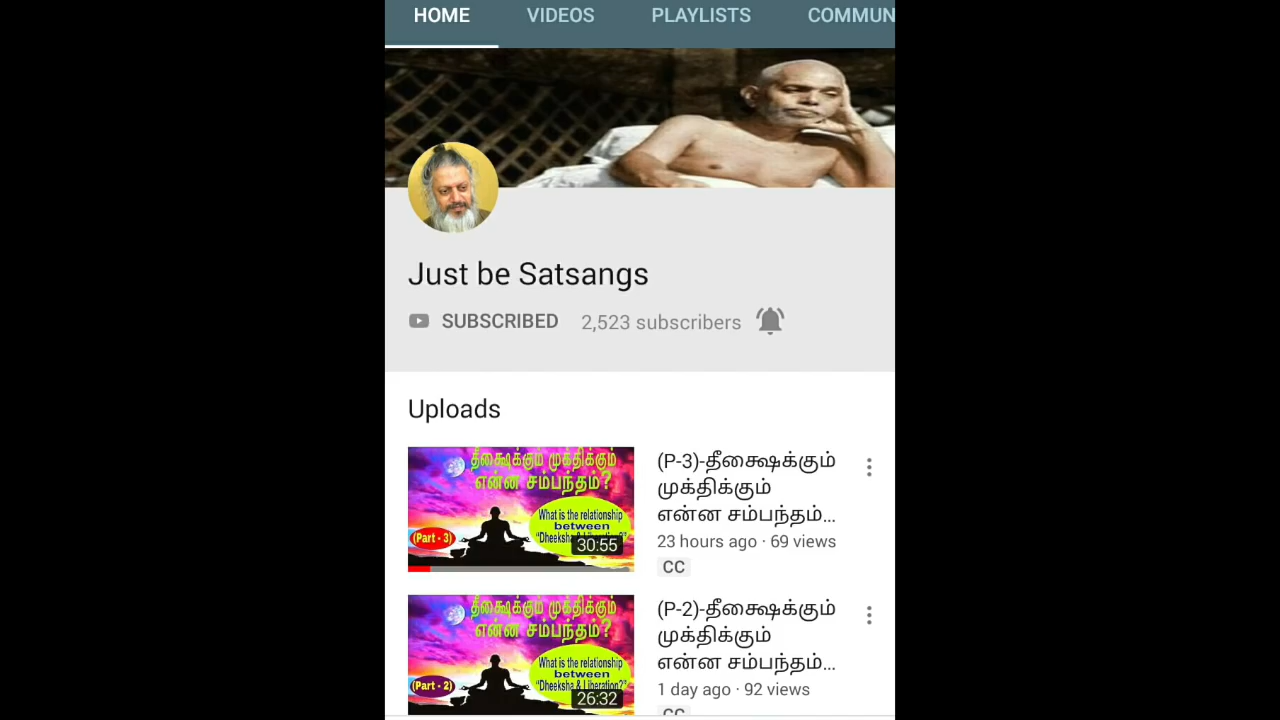 HOME VIDEOS PLAYLISTS COMMUN
Just be Satsangs
SUBSCRIBED 2,523 subscribers
Uploads
தீக்ஷைக்கும் முக்திக்கும்
என்ன சம்பந்தம்?
What is the relationship
between
"Dheeksha & Liberation?"
(Part - 3)
30:55
(P-3)-தீக்ஷைக்கும்
முக்திக்கும்
என்ன சம்பந்தம்...
23 hours ago · 69 views
CC
தீக்ஷைக்கும் முக்திக்கும்
என்ன சம்பந்தம்?
What is the relationship
between
"Dheeksha & Liberation?"
(Part - 2)
26:32
(P-2)-தீக்ஷைக்கும்
முக்திக்கும்
என்ன சம்பந்தம்...
1 day ago · 92 views
CC